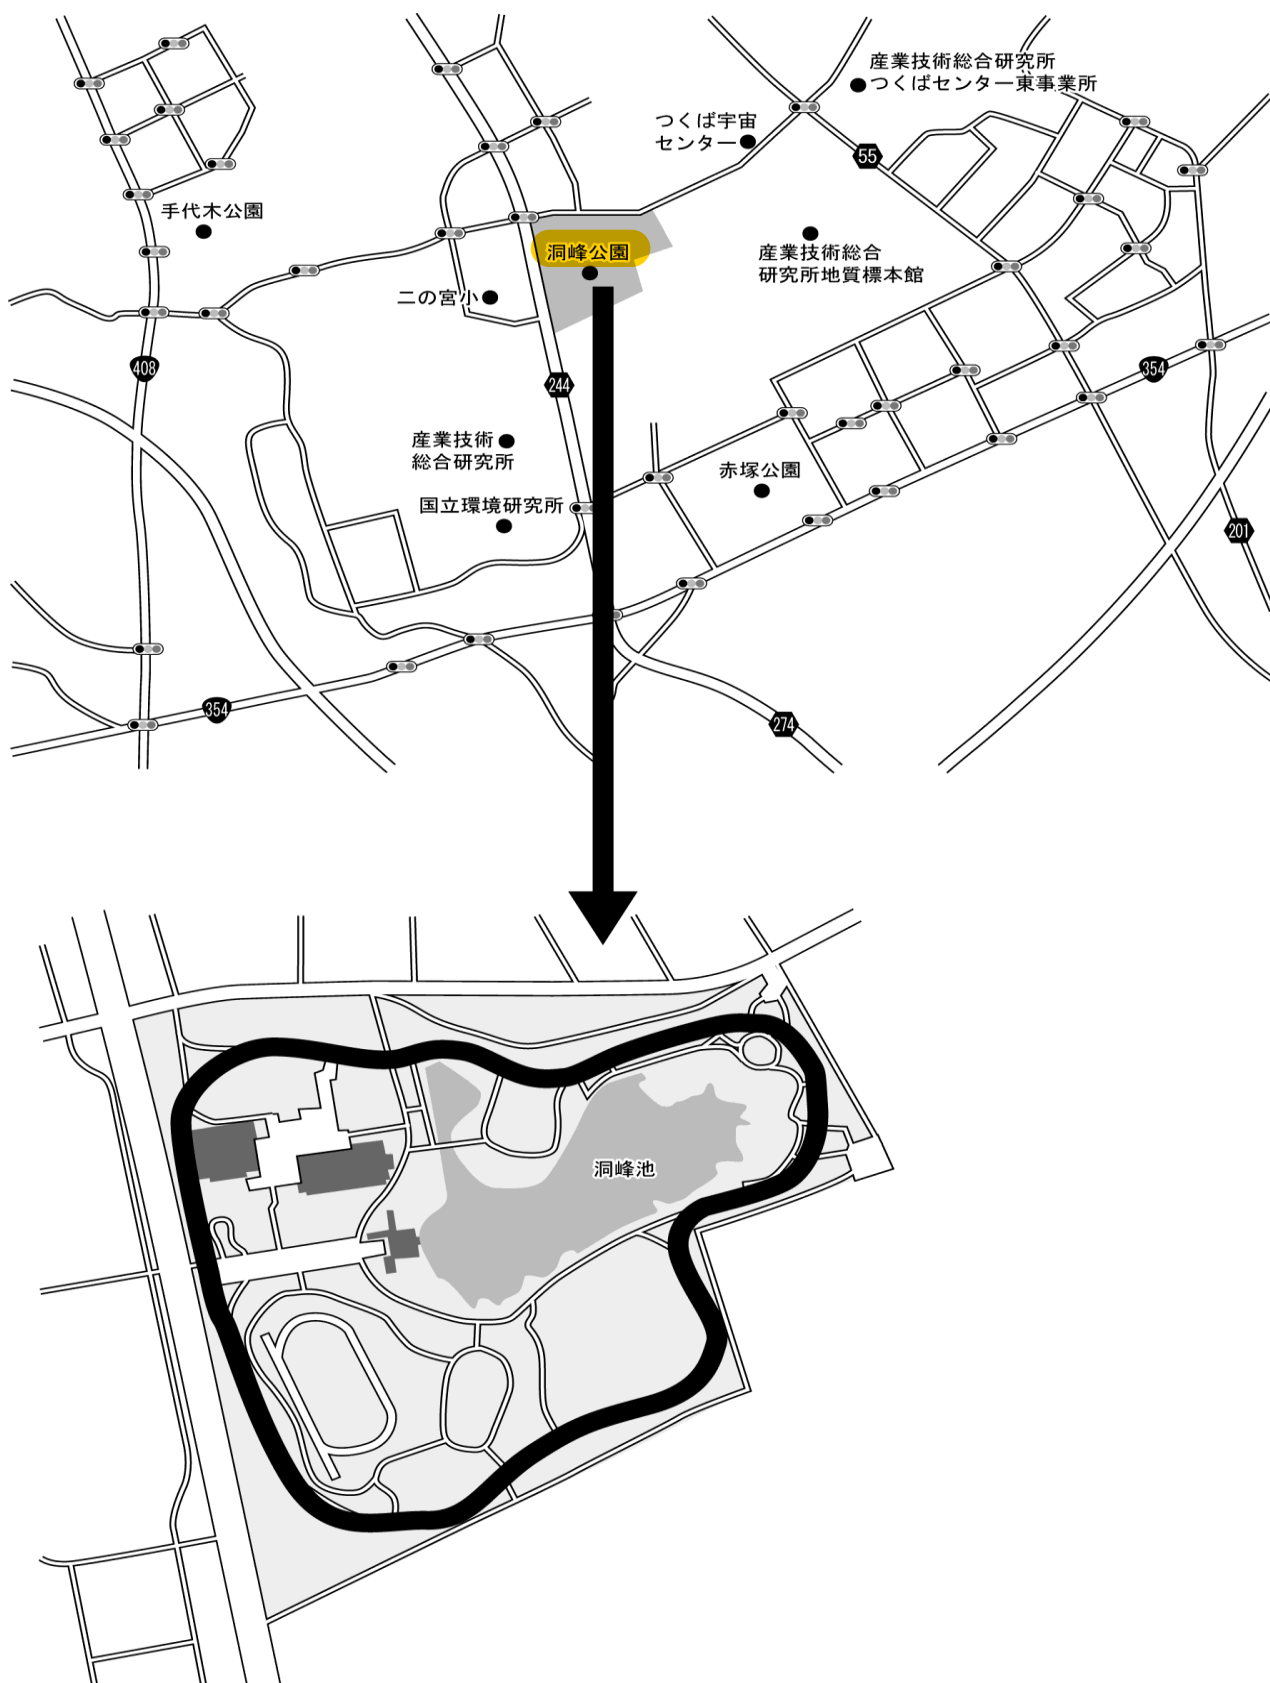 産業技術総合研究所
つくばセンター東事業所
つくば宇宙
センター
55
手代木公園
洞峰公園
産業技術総合
研究所地質標本館
二の宮小
408
244
354
産業技術
総合研究所
赤塚公園
国立環境研究所
201
354
274
洞峰池